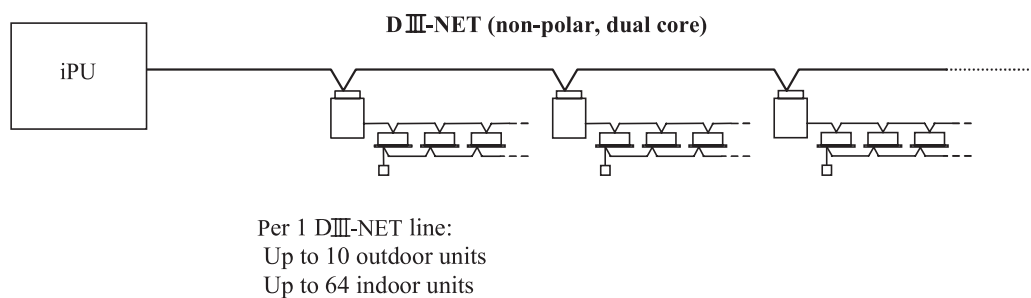 DⅢ-NET (non-polar, dual core)
iPU
Per 1 DⅢ-NET line:
Up to 10 outdoor units
Up to 64 indoor units